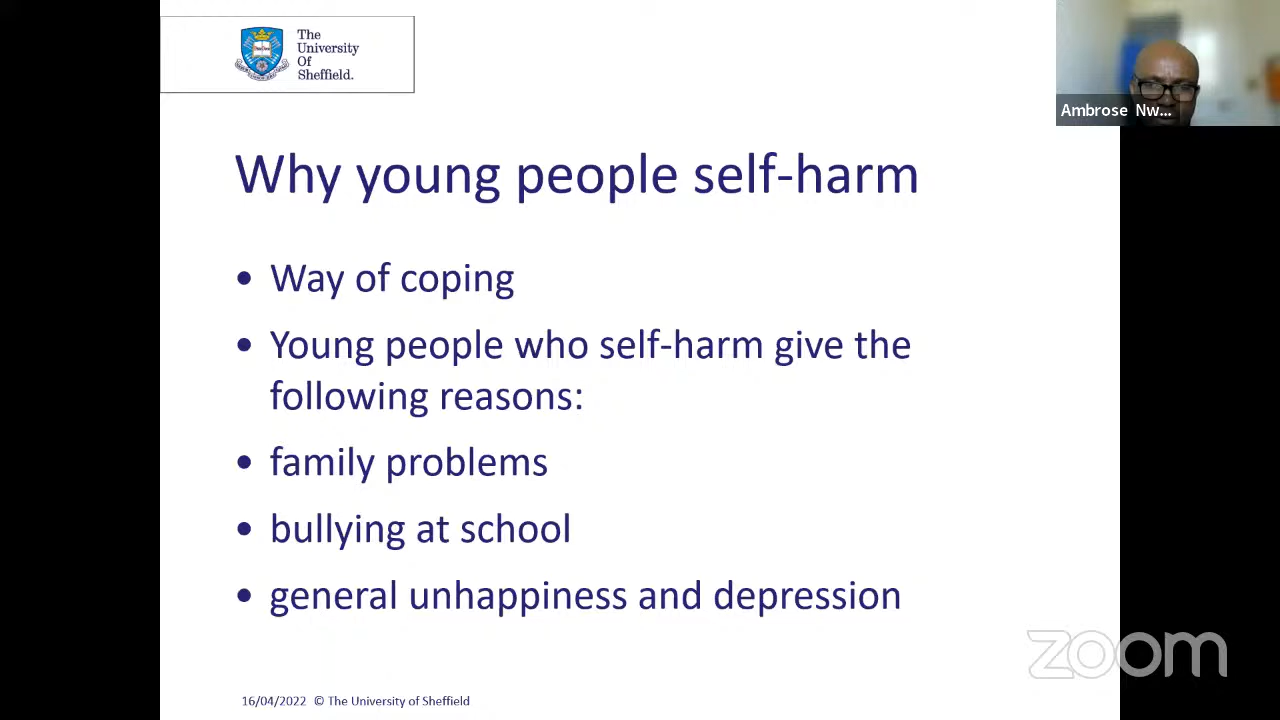 The
University
Of
Sheffield.
Ambrose Nw...
Why young people self-harm
• Way of coping
• Young people who self-harm give the
following reasons:
• family problems
• bullying at school
• general unhappiness and depression
zoom
16/04/2022 © The University of Sheffield